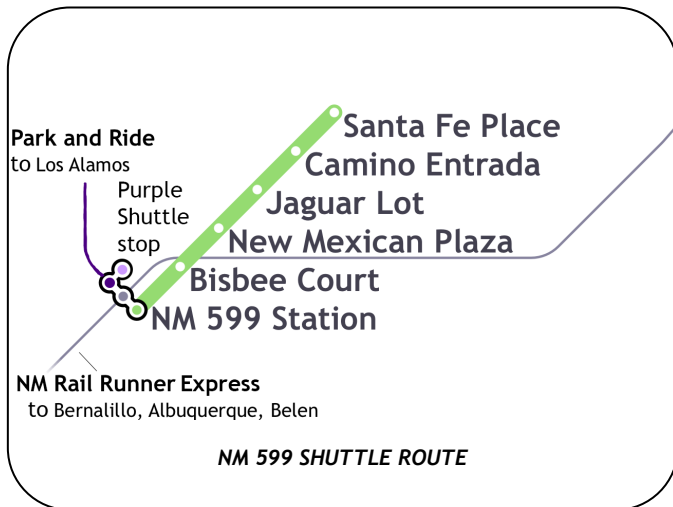 Santa Fe Place
Park and Ride
to Los Alamos
Camino Entrada
Purple
Shuttle
stop
Jaguar Lot
New Mexican Plaza
Bisbee Court
NM 599 Station
NM Rail Runner Express
to Bernalillo, Albuquerque, Belen
NM 599 SHUTTLE ROUTE